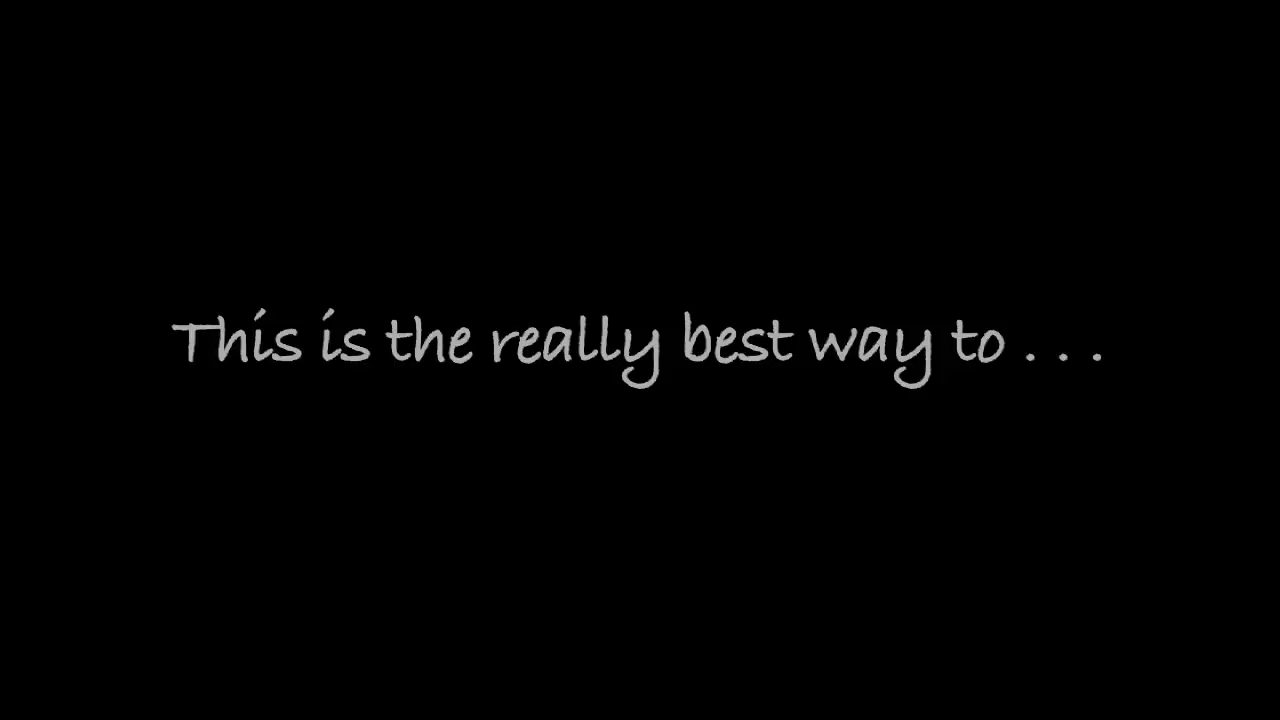 This is the really best way to . . .